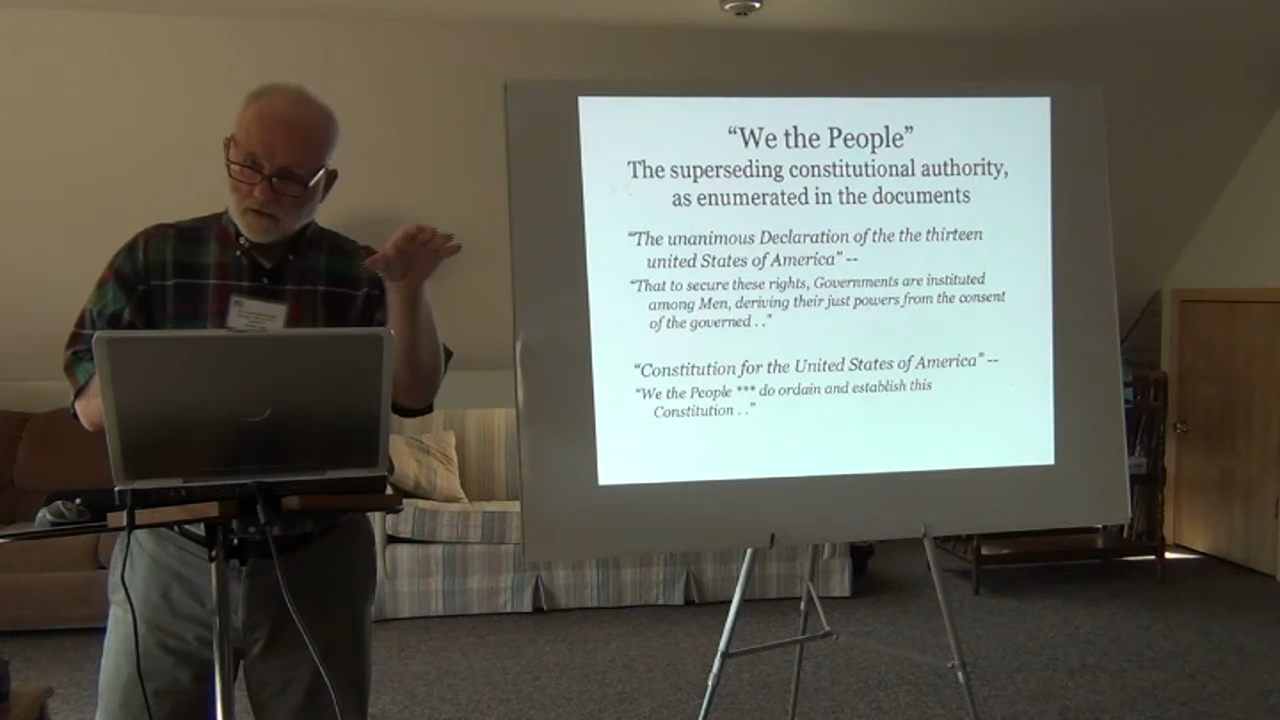 “We the People”
The superseding constitutional authority,
as enumerated in the documents
“The unanimous Declaration of the the thirteen
united States of America” --
“That to secure these rights, Governments are instituted
among Men, deriving their just powers from the consent
of the governed . .”
“Constitution for the United States of America” --
“We the People *** do ordain and establish this
Constitution . .”